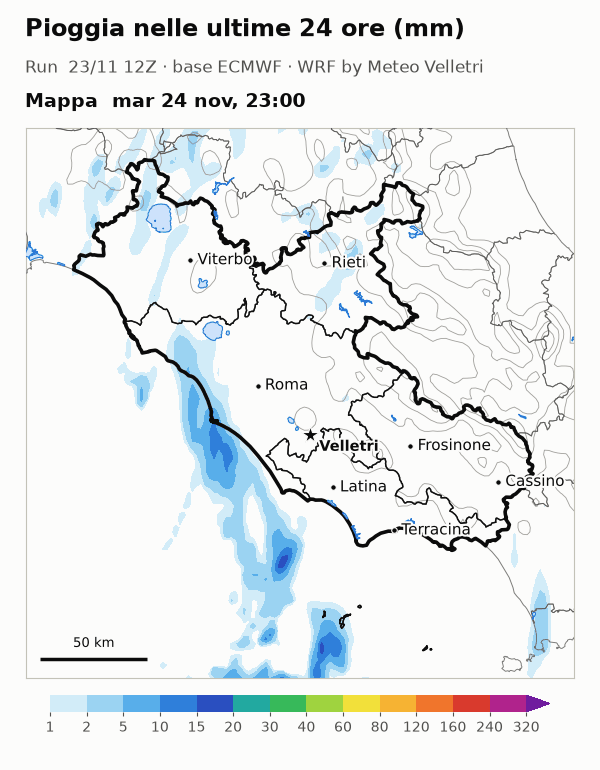 Pioggia nelle ultime 24 ore (mm)
Run 23/11 12Z · base ECMWF · WRF by Meteo Velletri
Mappa mar 24 nov, 23:00
Viterbo
Rieti
Roma
Velletri
Frosinone
Latina
Cassino
Terracina
50 km
1 2 5 10 15 20 30 40 60 80 120 160 240 320